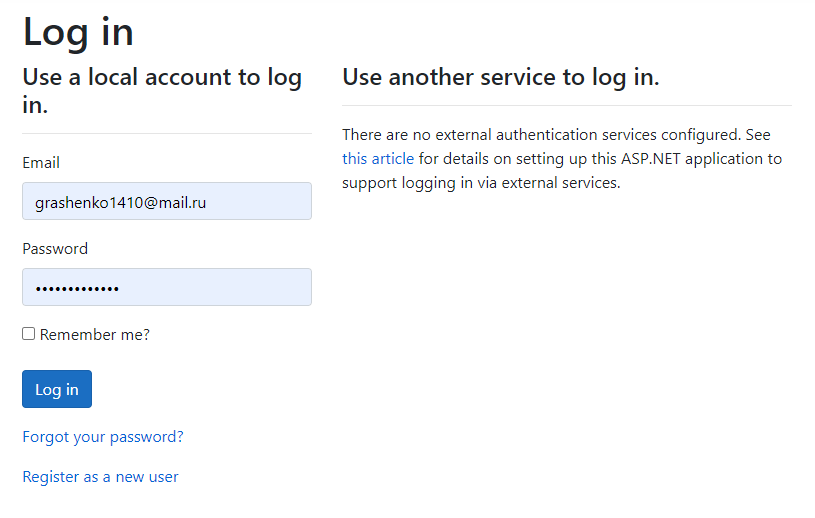 Log in
Use a local account to log
in.
Email
grashenko1410@mail.ru
Password
•••••••••••••
Remember me?
Log in
Forgot your password?
Register as a new user
Use another service to log in.
There are no external authentication services configured. See
this article for details on setting up this ASP.NET application to
support logging in via external services.